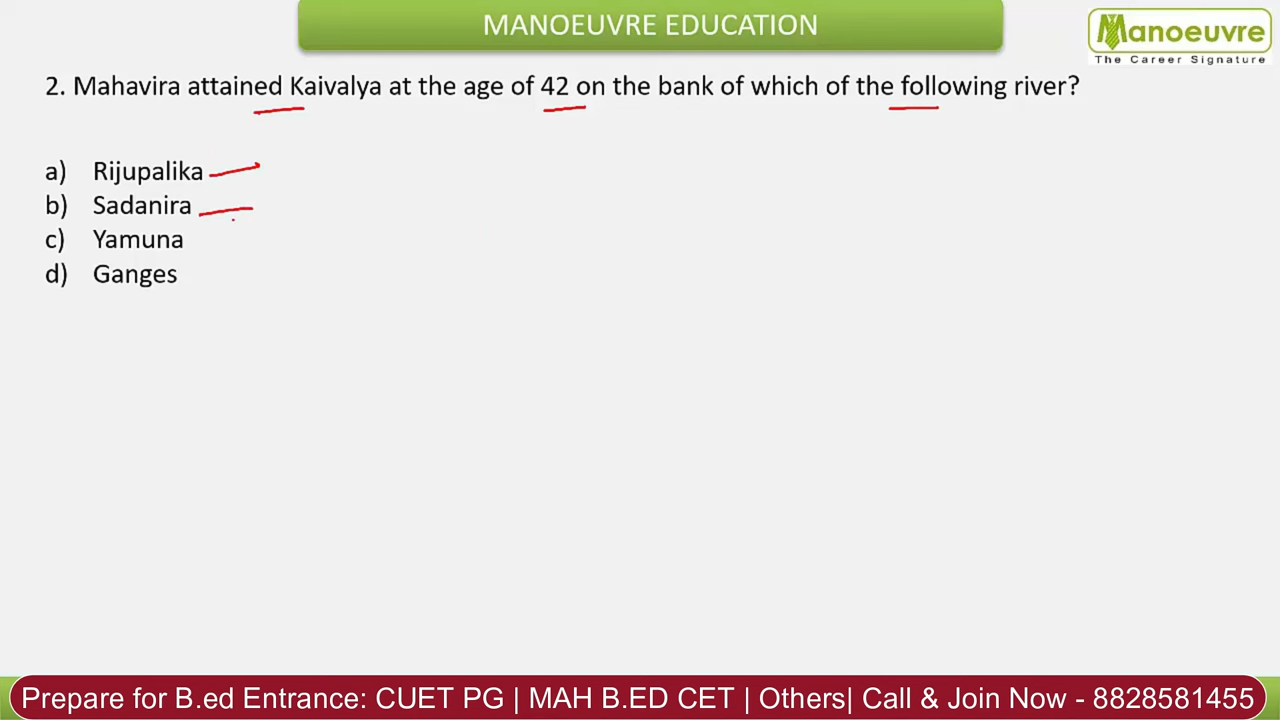 MANOEUVRE EDUCATION
Manoeuvre
The Career Signature
2. Mahavira attained Kaivalya at the age of 42 on the bank of which of the following river?
a) Rijupalika
b) Sadanira
c) Yamuna
d) Ganges
Prepare for B.ed Entrance: CUET PG | MAH B.ED CET | Others| Call & Join Now - 8828581455